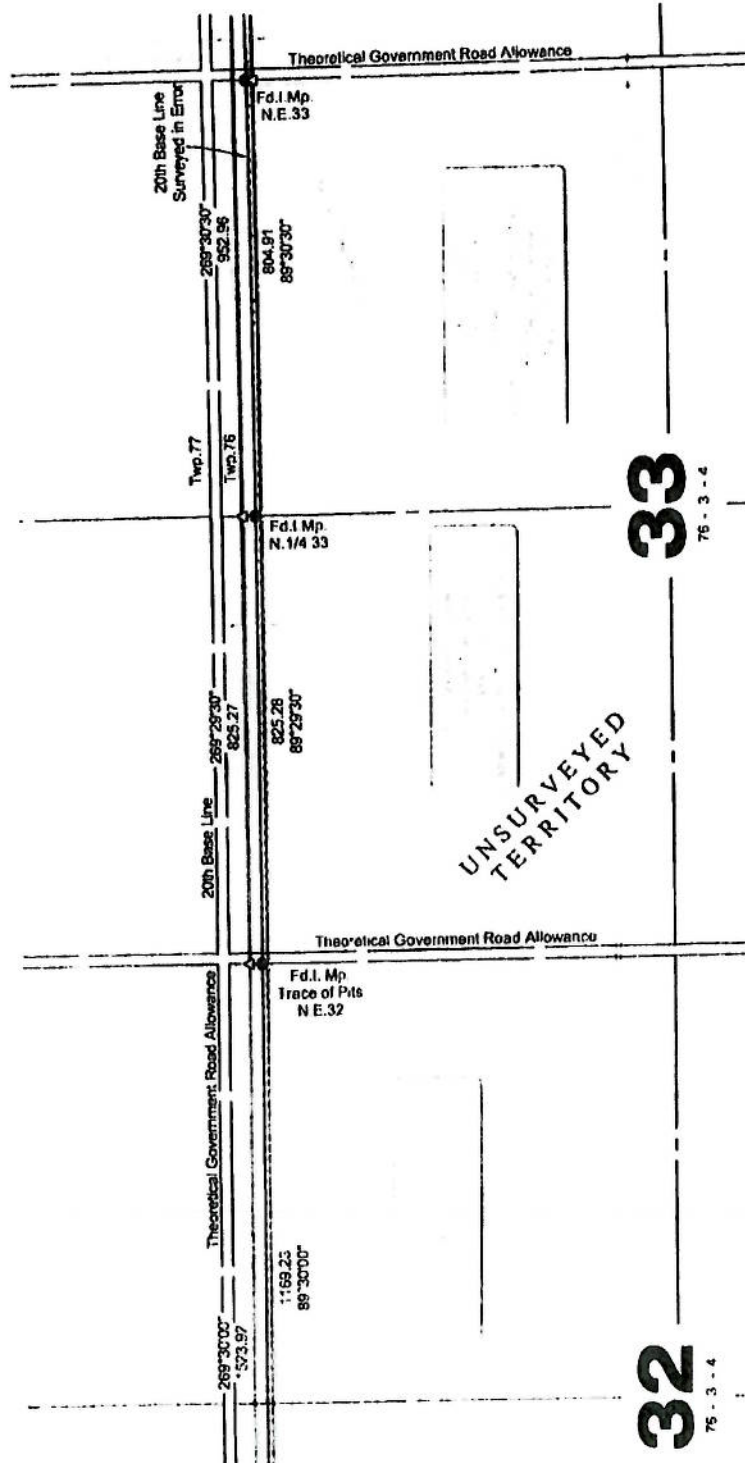 Theoretical Government Road Allowance
Fd.I.Mp.
N.E.33
20th Base Line
Surveyed in Error
269°30'30"
952.96
804.91
89°30'30"
Twp.77
Twp.76
Fd.I.Mp.
N.1/4 33
33
76 - 3 - 4
269°29'30"
825.27
825.28
89°29'30"
20th Base Line
UNSURVEYED
TERRITORY
Theoretical Government Road Allowance
Fd.I. Mp.
Trace of Pits
N E.32
Theoretical Government Road Allowance
1169.23
89°30'00"
269°30'00"
32
76 - 3 - 4